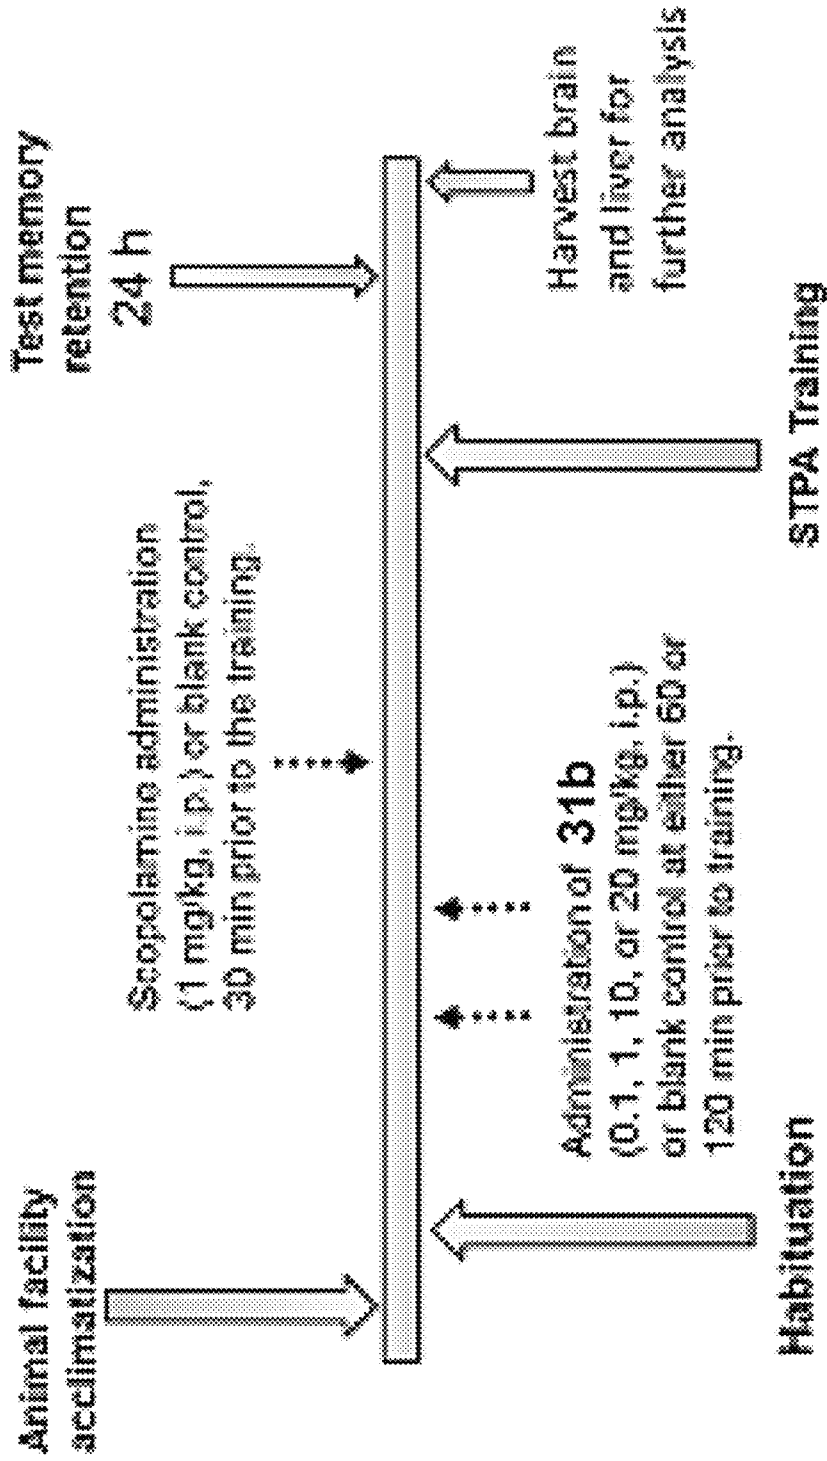 Animal facility
acclimatization
Scopolamine administration
(1 mg/kg, i.p.) or blank control,
30 min prior to the training.
Test memory
retention
24 h
Habituation
Administration of 31b
(0.1, 1, 10, or 20 mg/kg, i.p.)
or blank control at either 60 or
120 min prior to training.
STPA Training
Harvest brain
and liver for
further analysis